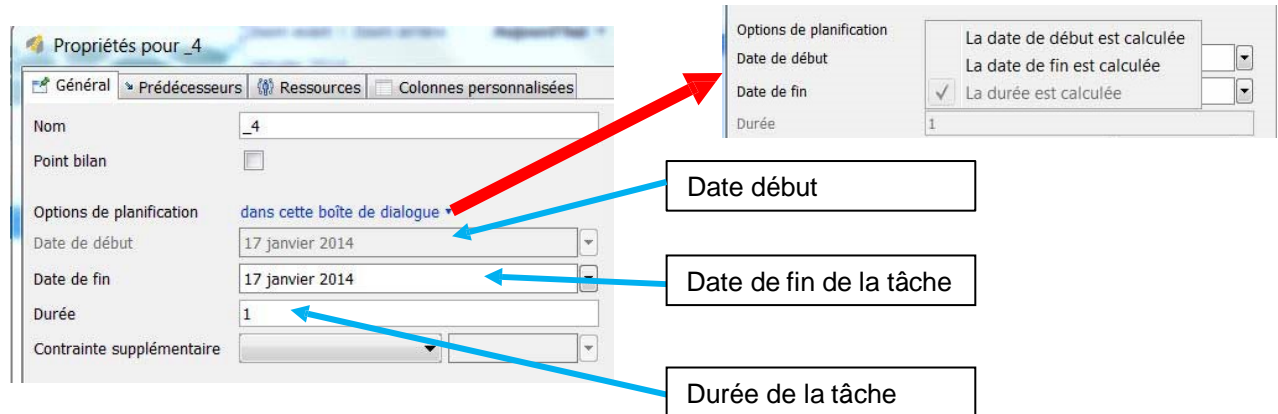 Propriétés pour _4
Général
Prédécesseurs
Ressources
Colonnes personnalisées
Nom
_4
Point bilan
Options de planification
dans cette boîte de dialogue
Date de début
17 janvier 2014
Date de fin
17 janvier 2014
Durée
1
Contrainte supplémentaire
Options de planification
La date de début est calculée
Date de début
La date de fin est calculée
Date de fin
La durée est calculée
Durée
1
Date début
Date de fin de la tâche
Durée de la tâche